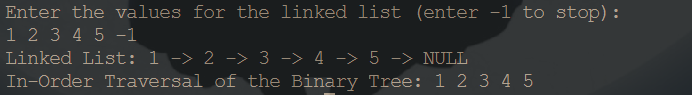 Enter the values for the linked list (enter -1 to stop):
1 2 3 4 5 -1
Linked List: 1 -> 2 -> 3 -> 4 -> 5 -> NULL
In-Order Traversal of the Binary Tree: 1 2 3 4 5